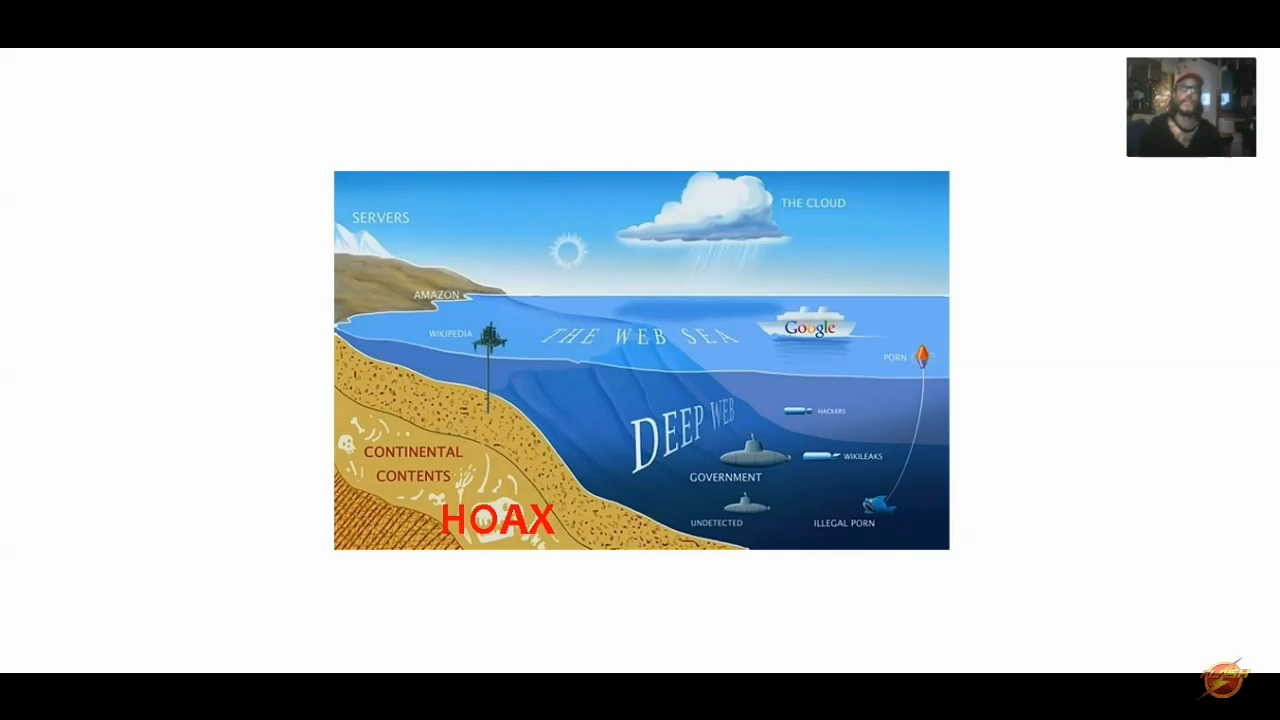 SERVERS
THE CLOUD
AMAZON
WIKIPEDIA
THE WEB SEA
Google
PORN
DEEP WEB
HACKERS
CONTINENTAL
CONTENTS
WIKILEAKS
GOVERNMENT
HOAX
UNDETECTED
ILLEGAL PORN